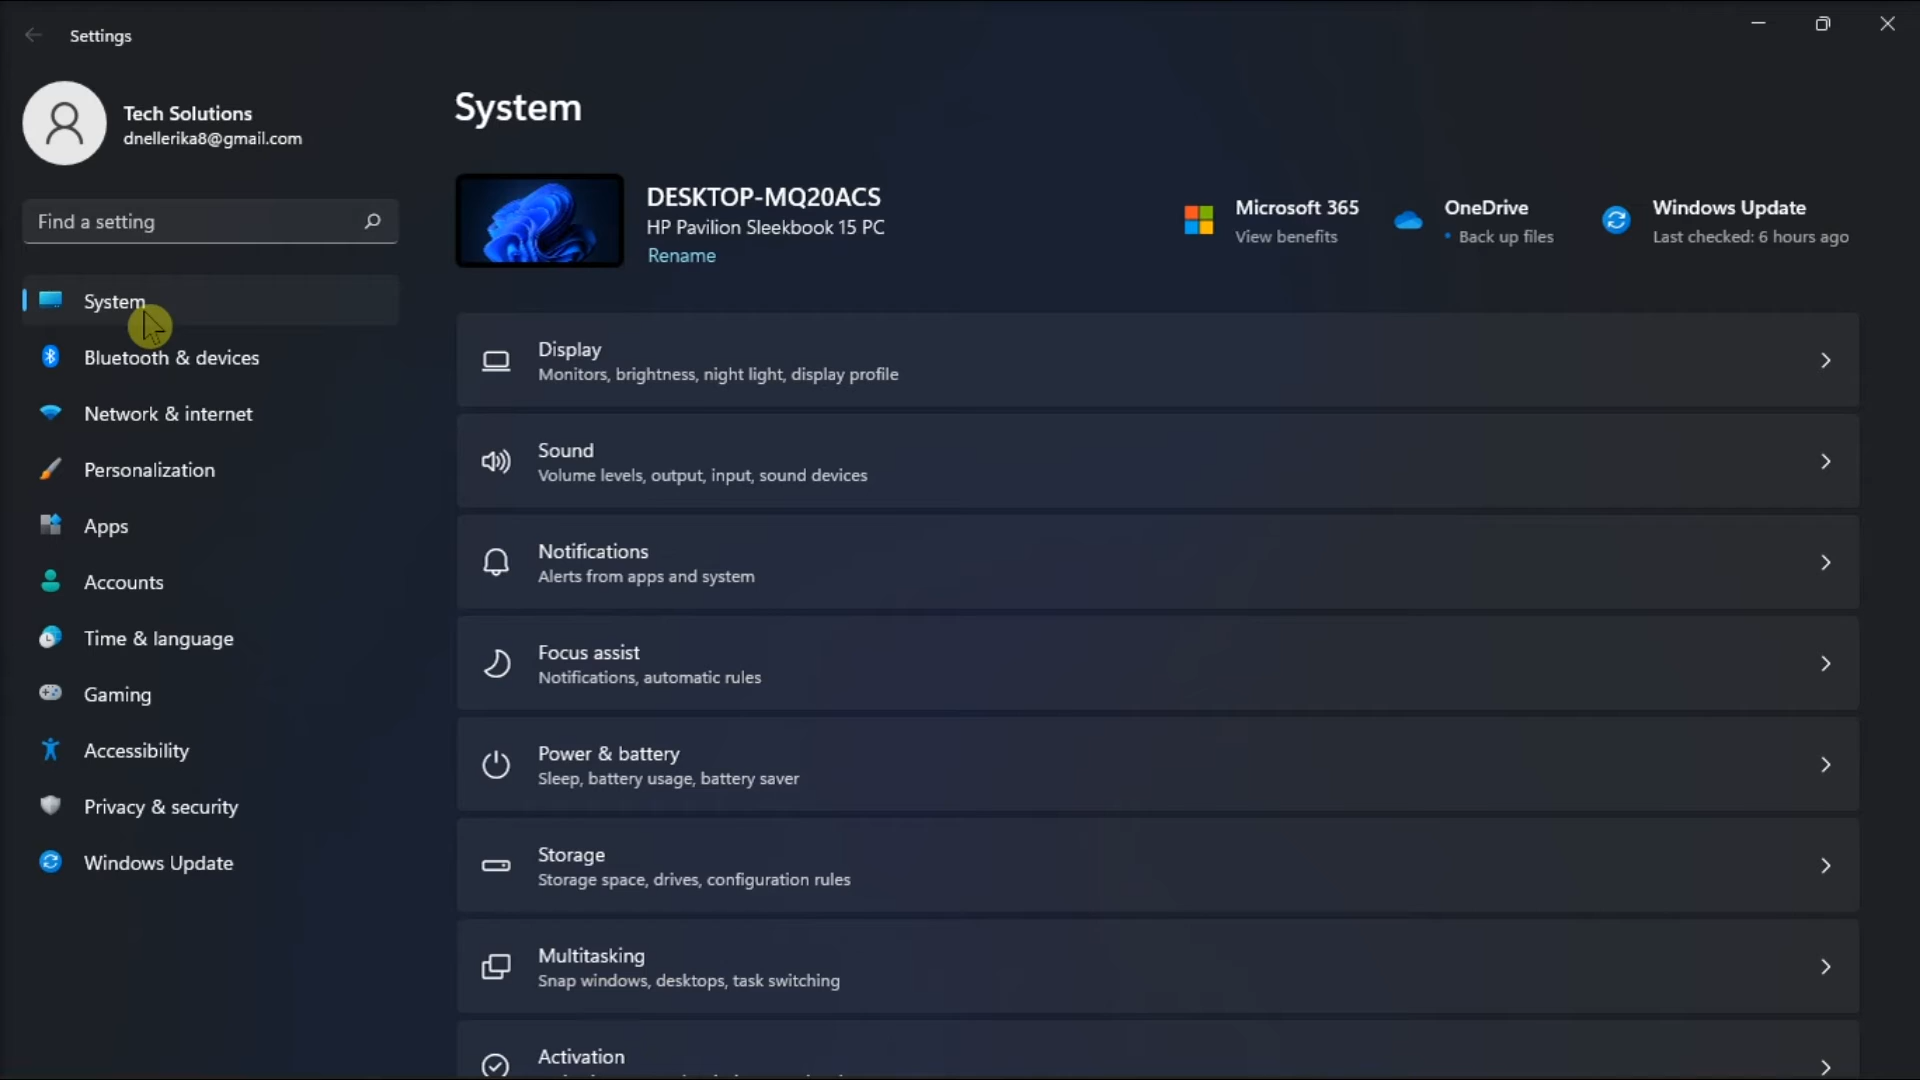 Settings
Tech Solutions
dnellerika8@gmail.com
Find a setting
System
Bluetooth & devices
Network & internet
Personalization
Apps
Accounts
Time & language
Gaming
Accessibility
Privacy & security
Windows Update
System
DESKTOP-MQ20ACS
HP Pavilion Sleekbook 15 PC
Rename
Microsoft 365
View benefits
OneDrive
• Back up files
Windows Update
Last checked: 6 hours ago
Display
Monitors, brightness, night light, display profile
Sound
Volume levels, output, input, sound devices
Notifications
Alerts from apps and system
Focus assist
Notifications, automatic rules
Power & battery
Sleep, battery usage, battery saver
Storage
Storage space, drives, configuration rules
Multitasking
Snap windows, desktops, task switching
Activation